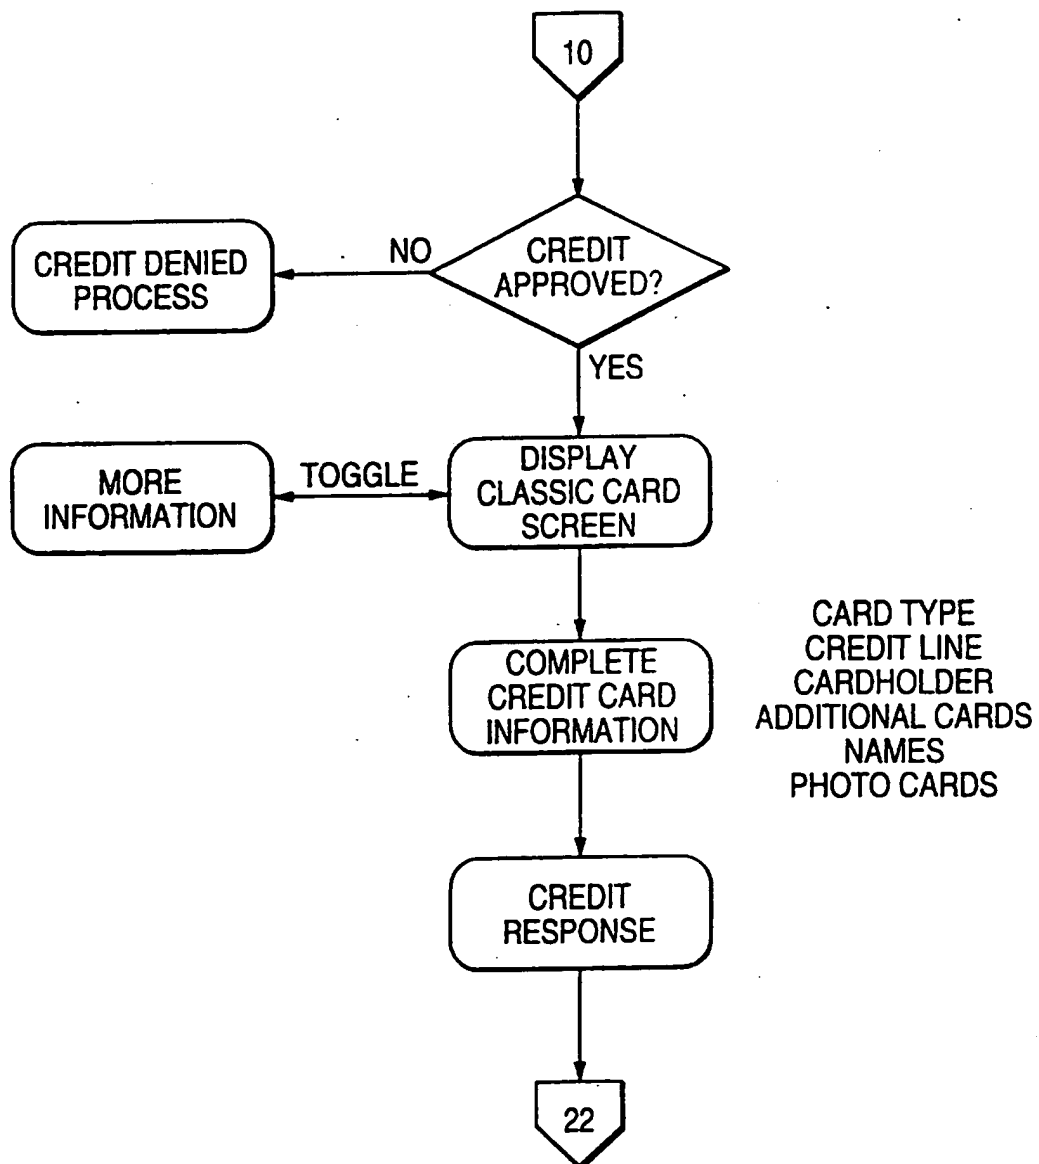 10
CREDIT
APPROVED?
NO
CREDIT DENIED
PROCESS
YES
DISPLAY
CLASSIC CARD
SCREEN
TOGGLE
MORE
INFORMATION
COMPLETE
CREDIT CARD
INFORMATION
CARD TYPE
CREDIT LINE
CARDHOLDER
ADDITIONAL CARDS
NAMES
PHOTO CARDS
CREDIT
RESPONSE
22